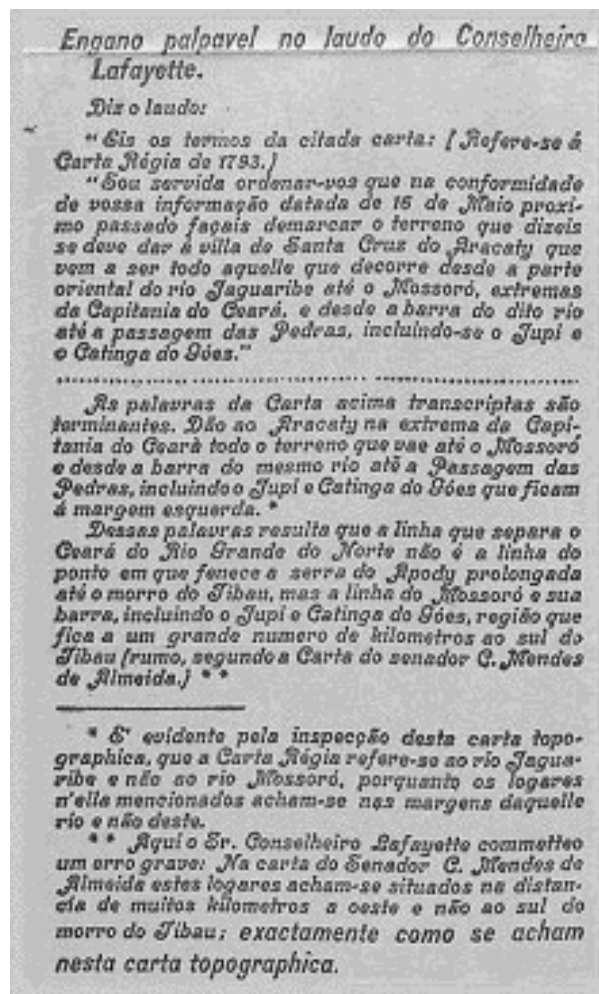 Engano palpavel no laudo do Conselheiro
Lafayette.
Diz o laudo:
"Eis os termos da citada carta: [Refere-se á
Carta Régia de 1793.]
"Sou servida ordenar-vos que na conformidade
de vossa informação datada de 15 de Maio proxi-
mo passado façais demarcar o terreno que dizeis
se deve dar á villa de Santa Cruz do Aracaty que
vem a ser todo aquelle que decorre desde a parte
oriental do rio Jaguaribe até o Mossoró, extremas
da Capitania do Ceará, e desde a barra do dito rio
até a passagem das Pedras, incluindo-se o Jupi e
o Catinga do Góes."
As palavras da Carta acima transcriptas são
terminantes. Dão ao Aracaty na extrema da Capi-
tania do Ceará todo o terreno que vae até o Mossoró
e desde a barra do mesmo rio até a Passagem das
Pedras, incluindo o Jupi e Catinga do Góes que ficam
á margem esquerda. *
Dessas palavras resulta que a linha que separa o
Ceará do Rio Grande do Norte não é a linha do
ponto em que fenece a serra do Apody prolongada
até o morro do Tibau, mas a linha do Mossoró e sua
barra, incluindo o Jupi e Catinga do Góes, região que
fica a um grande numero de kilometros ao sul do
Tibau (rumo, segundo a Carta do senador C. Mendes
de Almeida.) * *
* E' evidente pela inspecção desta carta topo-
graphica, que a Carta Régia refere-se ao rio Jagua-
ribe e não ao rio Mossoró, porquanto os logares
n'ella mencionados acham-se nas margens daquelle
rio e não deste.
* * Aqui o Sr. Conselheiro Lafayette commetteo
um erro grave: Na carta do Senador C. Mendes de
Almeida estes logares acham-se situados na distan-
cia de muitos kilometros a oeste e não ao sul do
morro do Tibau; exactamente como se acham
nesta carta topographica.